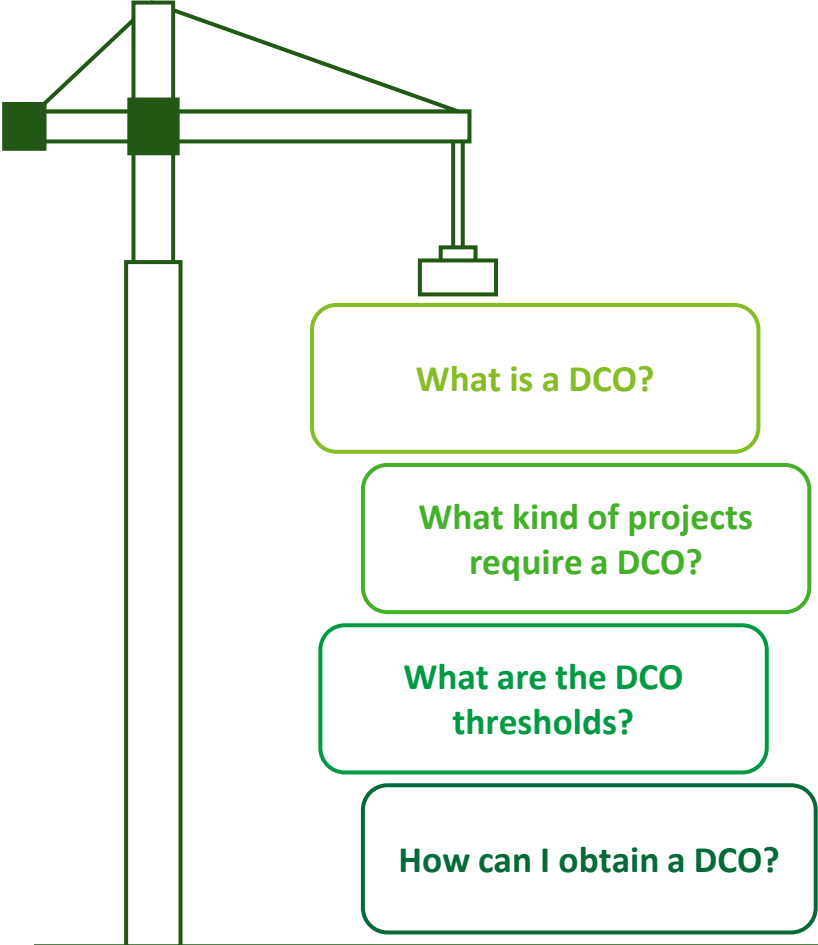 What is a DCO?
What kind of projects
require a DCO?
What are the DCO
thresholds?
How can I obtain a DCO?